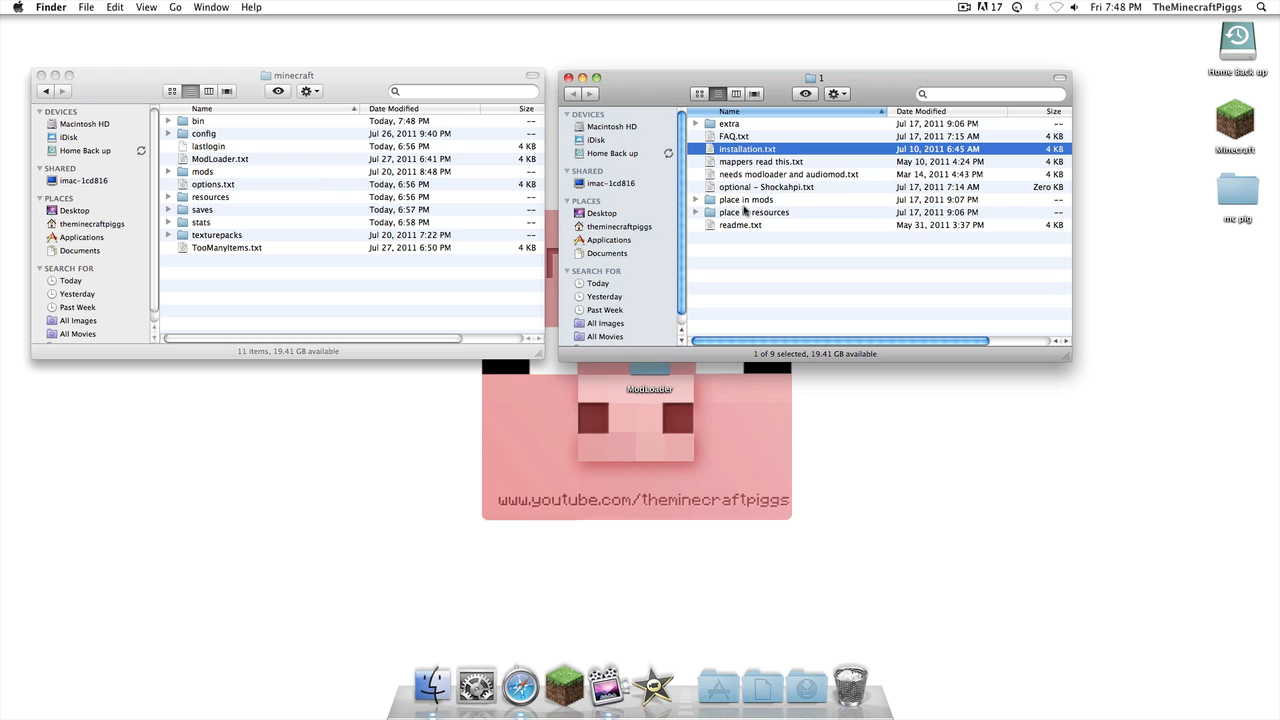 Finder File Edit View Go Window Help
17 Fri 7:48 PM TheMinecraftPiggs
minecraft
DEVICES
Macintosh HD
iDisk
Home Back up
SHARED
imac-1cd816
PLACES
Desktop
theminecraftpiggs
Applications
Documents
SEARCH FOR
Today
Yesterday
Past Week
All Images
All Movies
Name Date Modified Size
bin Today, 7:48 PM --
config Jul 26, 2011 9:40 PM --
lastlogin Today, 6:56 PM 4 KB
ModLoader.txt Jul 27, 2011 6:41 PM 4 KB
mods Jul 20, 2011 8:48 PM --
options.txt Today, 6:56 PM 4 KB
resources Today, 6:56 PM --
saves Today, 6:57 PM --
stats Today, 6:58 PM --
texturepacks Jul 20, 2011 7:22 PM --
TooManyItems.txt Jul 27, 2011 6:50 PM 4 KB
11 items, 19.41 GB available
1
DEVICES
Macintosh HD
iDisk
Home Back up
SHARED
imac-1cd816
PLACES
Desktop
theminecraftpiggs
Applications
Documents
SEARCH FOR
Today
Yesterday
Past Week
All Images
All Movies
Name Date Modified Size
extra Jul 17, 2011 9:06 PM --
FAQ.txt Jul 17, 2011 7:15 AM 4 KB
installation.txt Jul 10, 2011 6:45 AM 4 KB
mappers read this.txt May 10, 2011 4:24 PM 4 KB
needs modloader and audiomod.txt Mar 14, 2011 4:43 PM 4 KB
optional - Shockahpi.txt Jul 17, 2011 7:14 AM Zero KB
place in mods Jul 17, 2011 9:07 PM --
place resources Jul 17, 2011 9:06 PM --
readme.txt May 31, 2011 3:37 PM 4 KB
1 of 9 selected, 19.41 GB available
Home Back up
Minecraft
mc pig
ModLoader
www.youtube.com/theminecraftpiggs